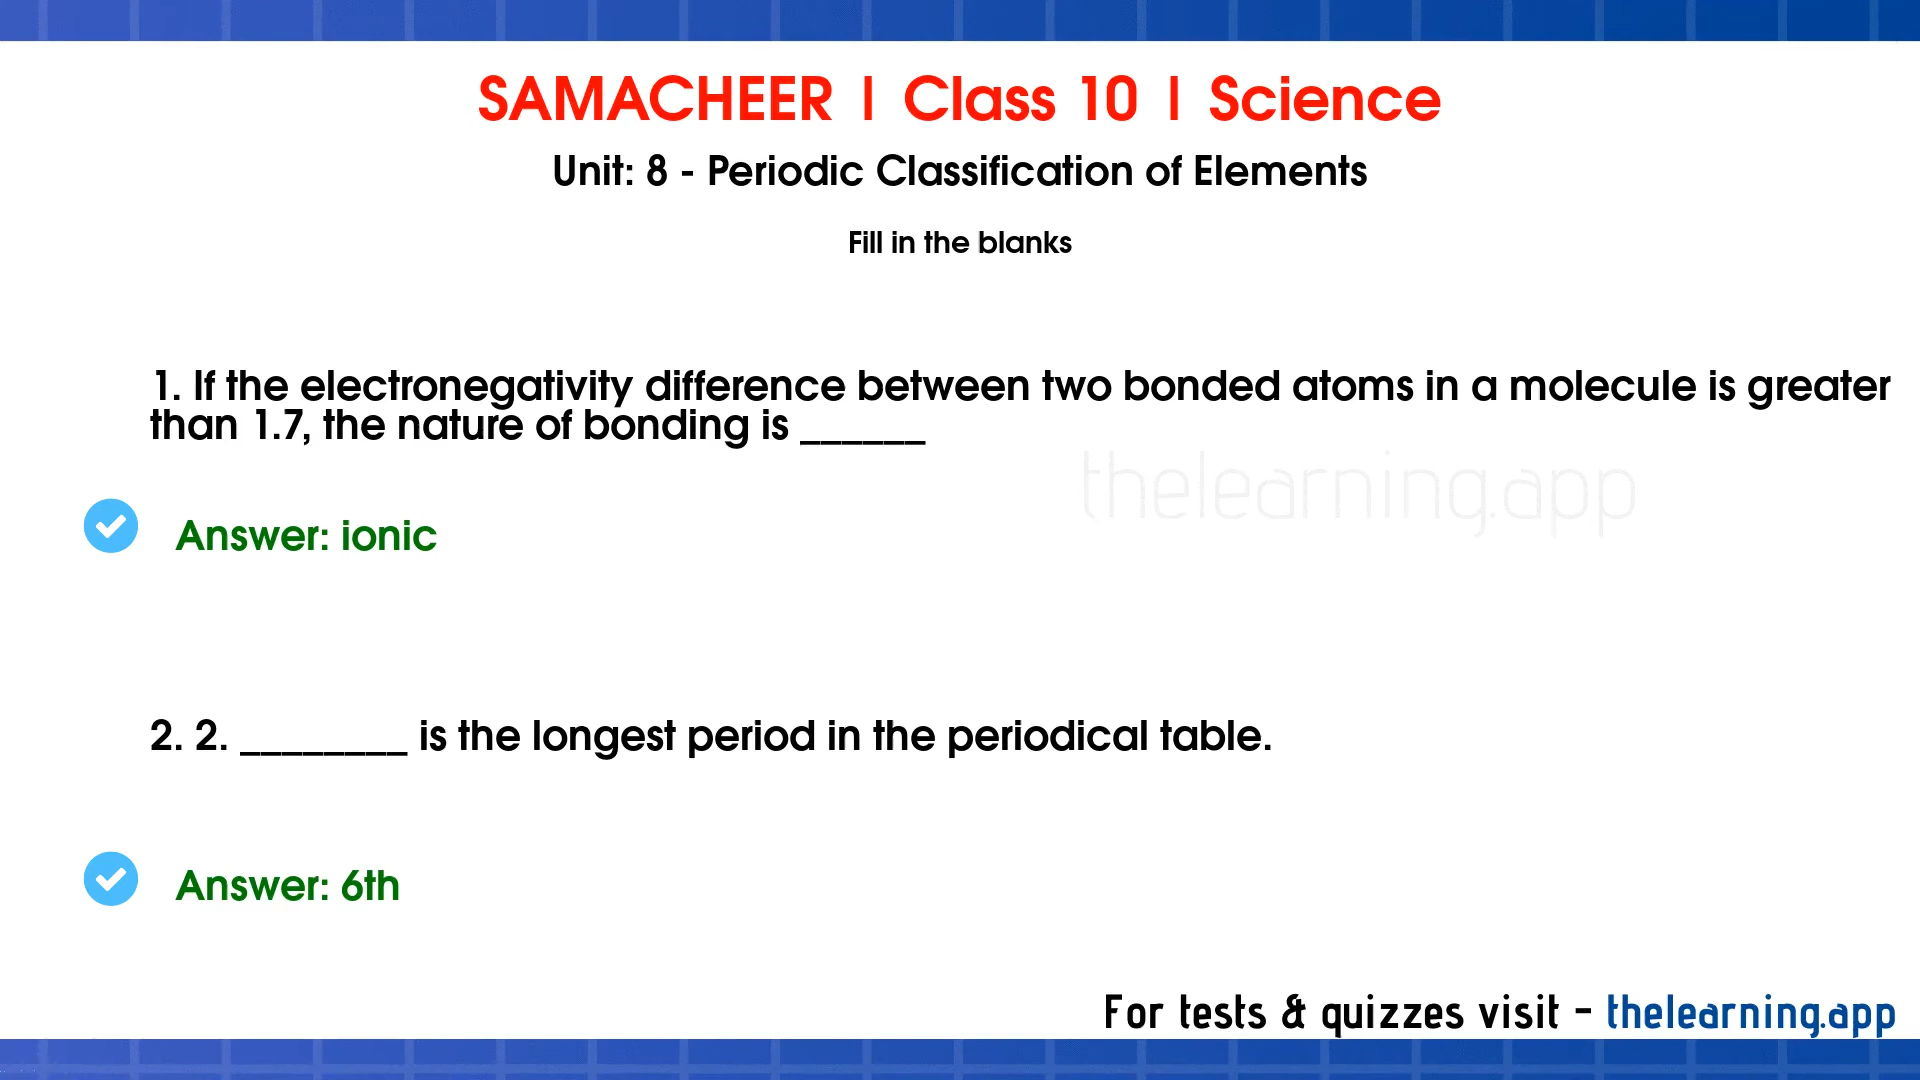 SAMACHEER | Class 10 | Science
Unit: 8 - Periodic Classification of Elements
Fill in the blanks
1. If the electronegativity difference between two bonded atoms in a molecule is greater
than 1.7, the nature of bonding is ______
thelearning.app
Answer: ionic
2. 2. ________ is the longest period in the periodical table.
Answer: 6th
For tests & quizzes visit - thelearning.app